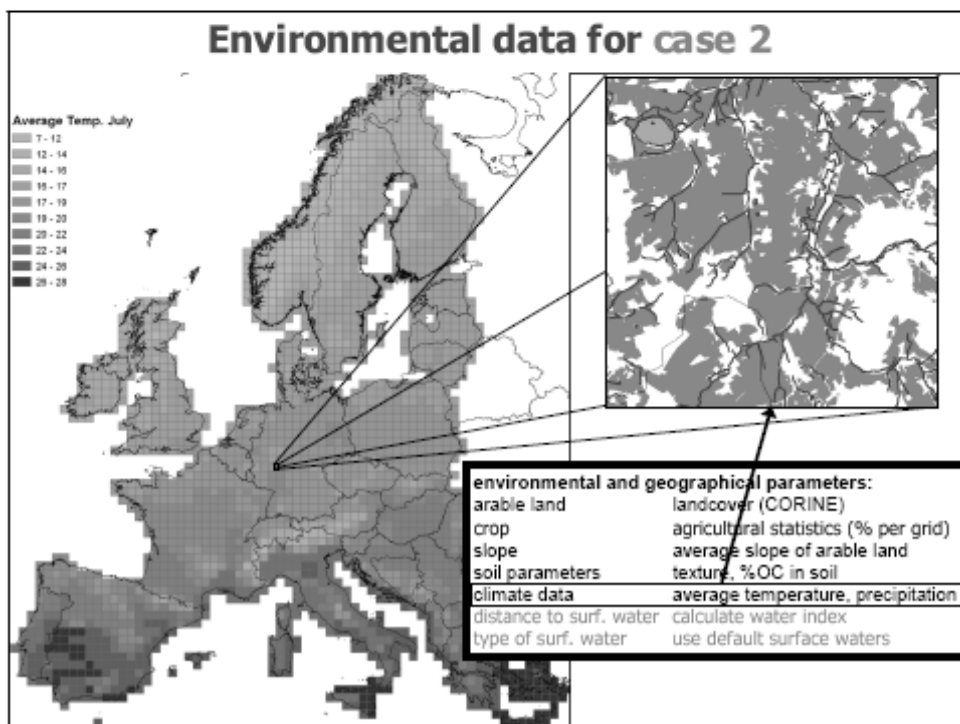 Environmental data for case 2
Average Temp. July
7 - 12
12 - 14
14 - 16
16 - 17
17 - 19
19 - 20
20 - 22
22 - 24
24 - 26
26 - 28
environmental and geographical parameters:
arable land landcover (CORINE)
crop agricultural statistics (% per grid)
slope average slope of arable land
soil parameters texture, %OC in soil
climate data average temperature, precipitation
distance to surf. water calculate water index
type of surf. water use default surface waters